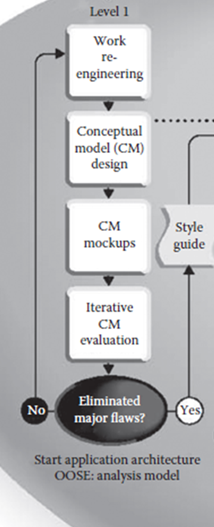 Level 1
Work
re-
engineering
Conceptual
model (CM)
design
CM
mockups
Style
guide
Iterative
CM
evaluation
Eliminated
major flaws?
No
Yes
Start application architecture
OOSE: analysis model